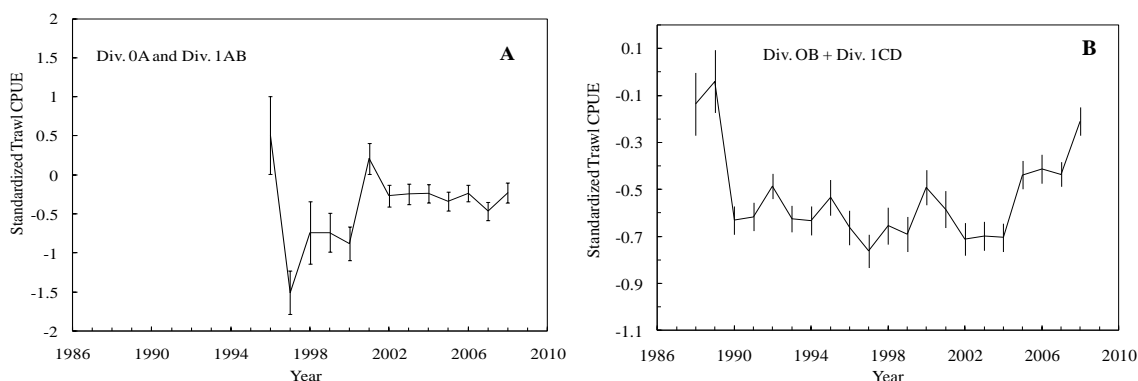 Div. 0A and Div. 1AB
A
Standardized Trawl CPUE
2
1.5
1
0.5
0
-0.5
-1
-1.5
-2
1986 1990 1994 1998 2002 2006 2010
Year
Div. OB + Div. 1CD
B
Standardized Trawl CPUE
0.1
-0.1
-0.3
-0.5
-0.7
-0.9
-1.1
1986 1990 1994 1998 2002 2006 2010
Year